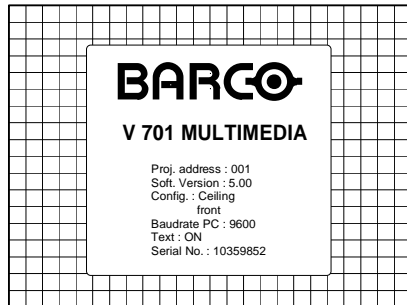 BARCO
V 701 MULTIMEDIA
Proj. address : 001
Soft. Version : 5.00
Config. : Ceiling
front
Baudrate PC : 9600
Text : ON
Serial No. : 10359852